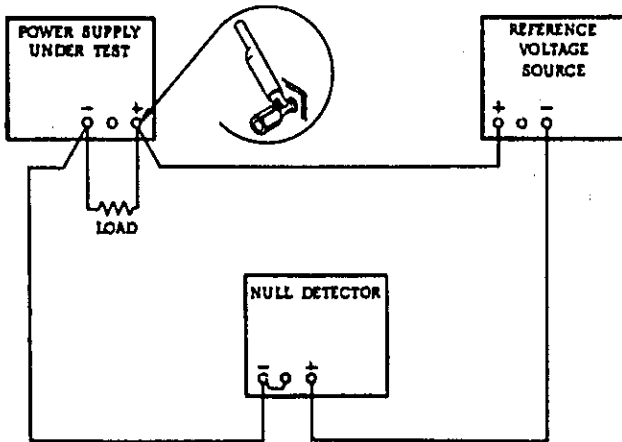 POWER SUPPLY
UNDER TEST
- +
LOAD
REFERENCE
VOLTAGE
SOURCE
+ -
NULL DETECTOR
- +